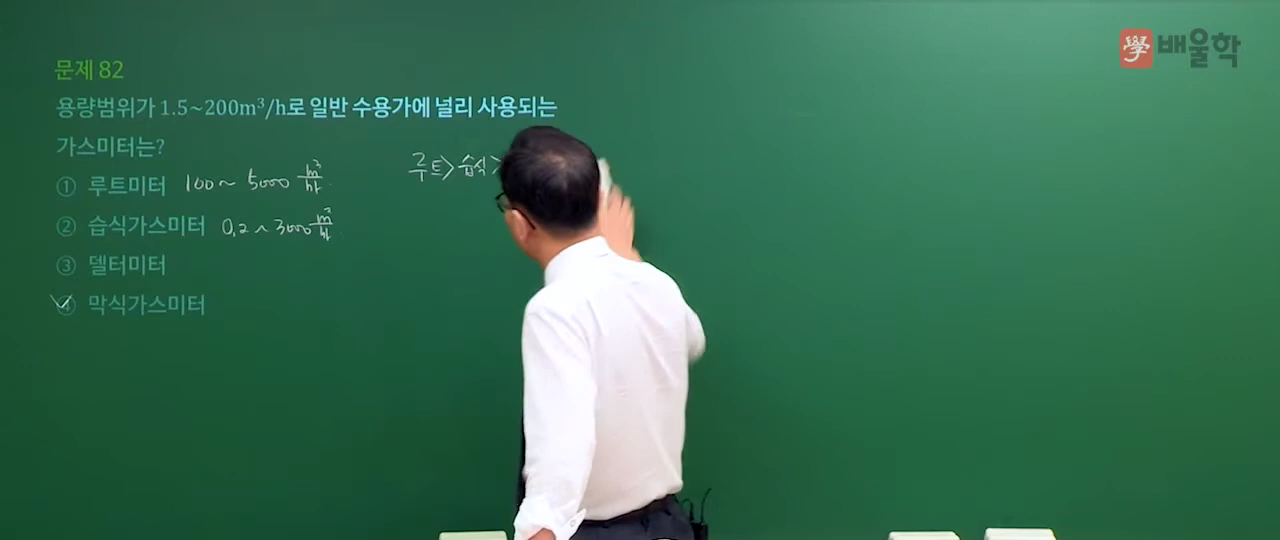 學 배울학
문제 82
용량범위가 1.5~200m³/h로 일반 수용가에 널리 사용되는
가스미터는?
루트>습식>
① 루트미터 100~5000 m³/hr
② 습식가스미터 0.2~3000 m³/hr
③ 델터미터
④ 막식가스미터